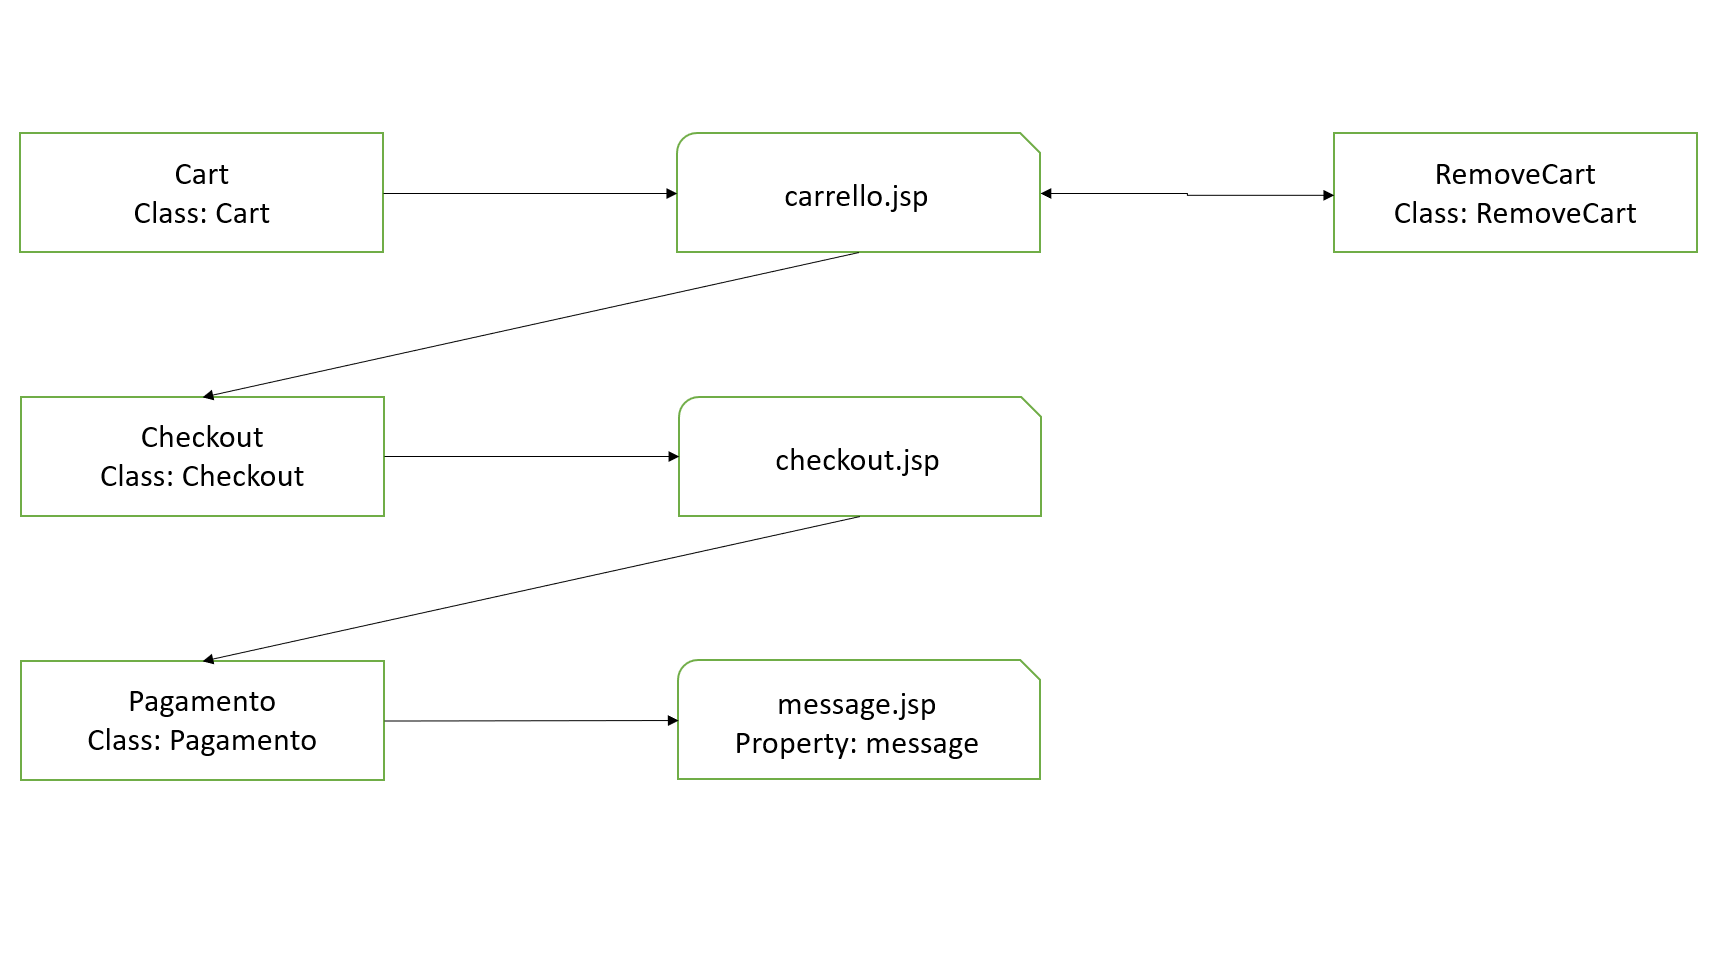 Cart
Class: Cart
carrello.jsp
RemoveCart
Class: RemoveCart
Checkout
Class: Checkout
checkout.jsp
Pagamento
Class: Pagamento
message.jsp
Property: message